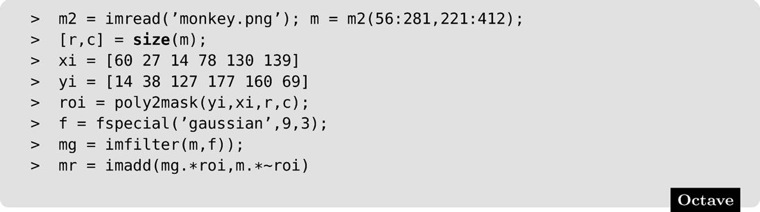 > m2 = imread(’monkey.png’); m = m2(56:281,221:412);
> [r,c] = size(m);
> xi = [60 27 14 78 130 139]
> yi = [14 38 127 177 160 69]
> roi = poly2mask(yi,xi,r,c);
> f = fspecial(’gaussian’,9,3);
> mg = imfilter(m,f));
> mr = imadd(mg.*roi,m.*~roi)
Octave